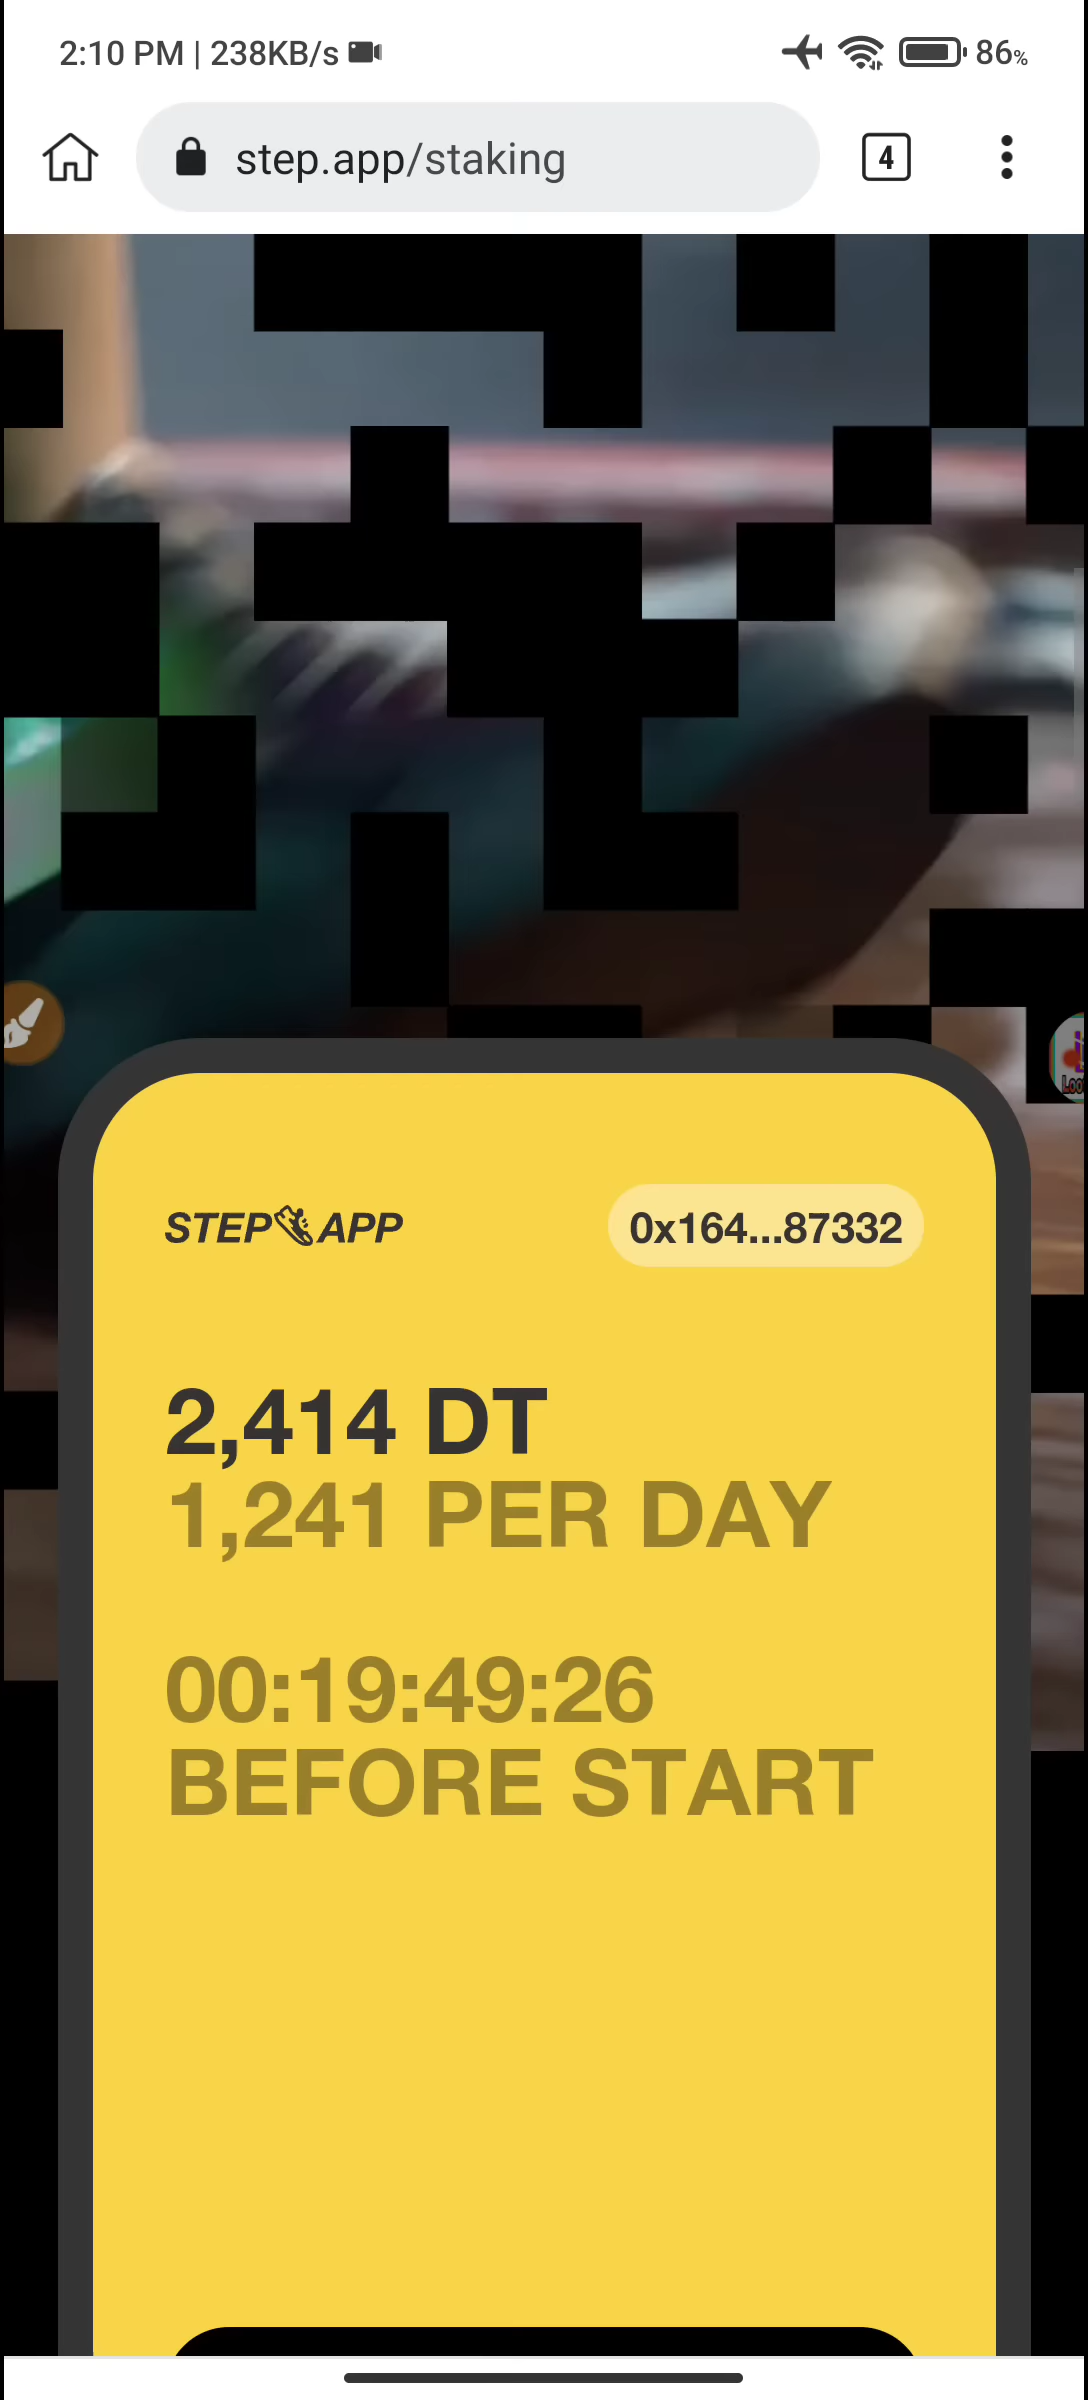 2:10 PM | 238KB/s 86%
step.app/staking 4
STEP APP 0x164...87332
2,414 DT
1,241 PER DAY
00:19:49:26
BEFORE START